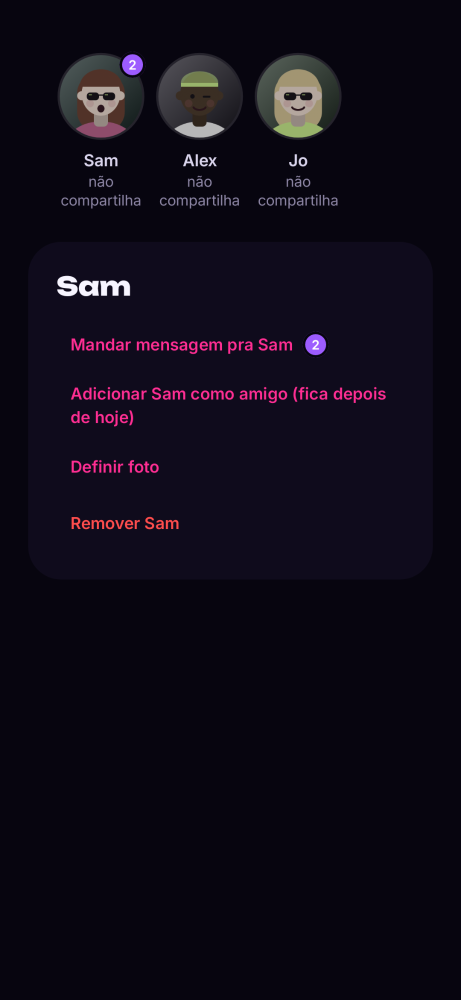 2
Sam
não
compartilha
Alex
não
compartilha
Jo
não
compartilha
Sam
Mandar mensagem pra Sam 2
Adicionar Sam como amigo (fica depois
de hoje)
Definir foto
Remover Sam